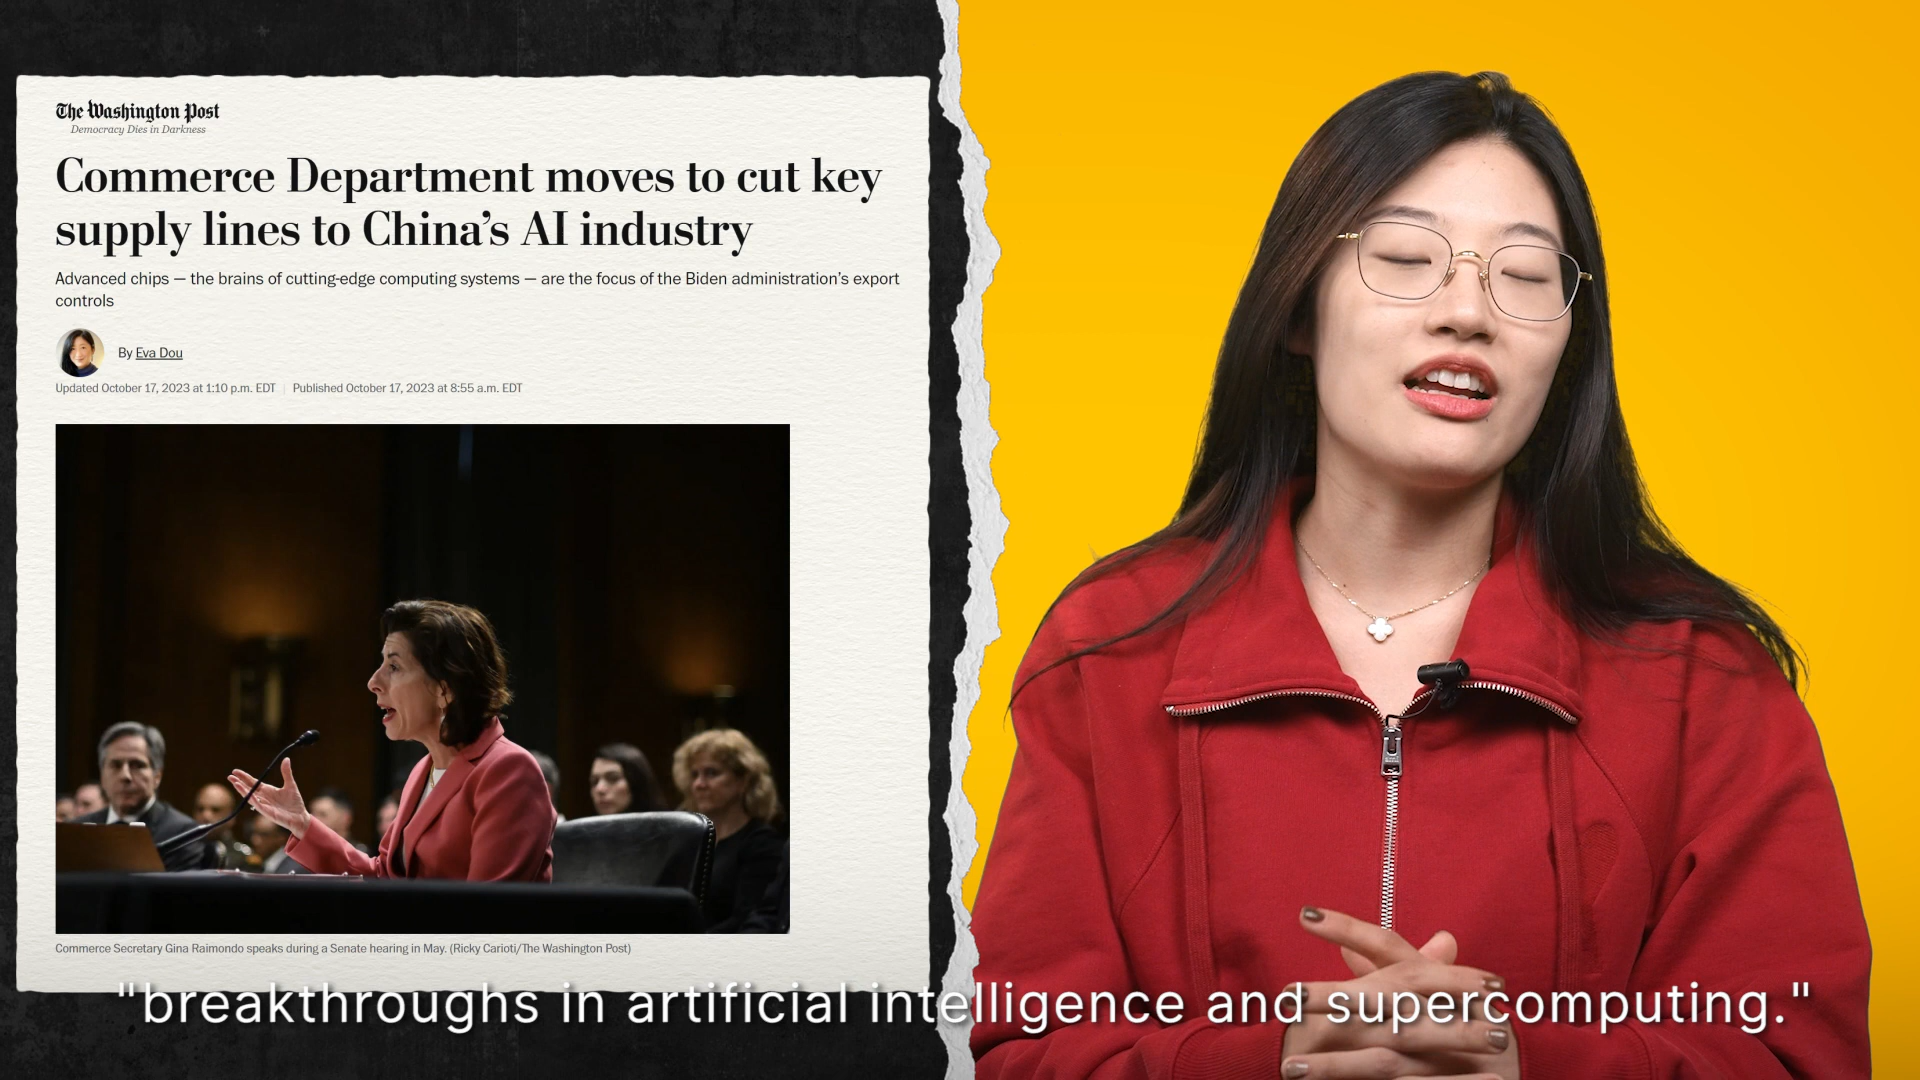 The Washington Post
Democracy Dies in Darkness
Commerce Department moves to cut key
supply lines to China’s AI industry
Advanced chips — the brains of cutting-edge computing systems — are the focus of the Biden administration’s export
controls
By Eva Dou
Updated October 17, 2023 at 1:10 p.m. EDT | Published October 17, 2023 at 8:55 a.m. EDT
Commerce Secretary Gina Raimondo speaks during a Senate hearing in May. (Ricky Carioti/The Washington Post)
"breakthroughs in artificial intelligence and supercomputing."